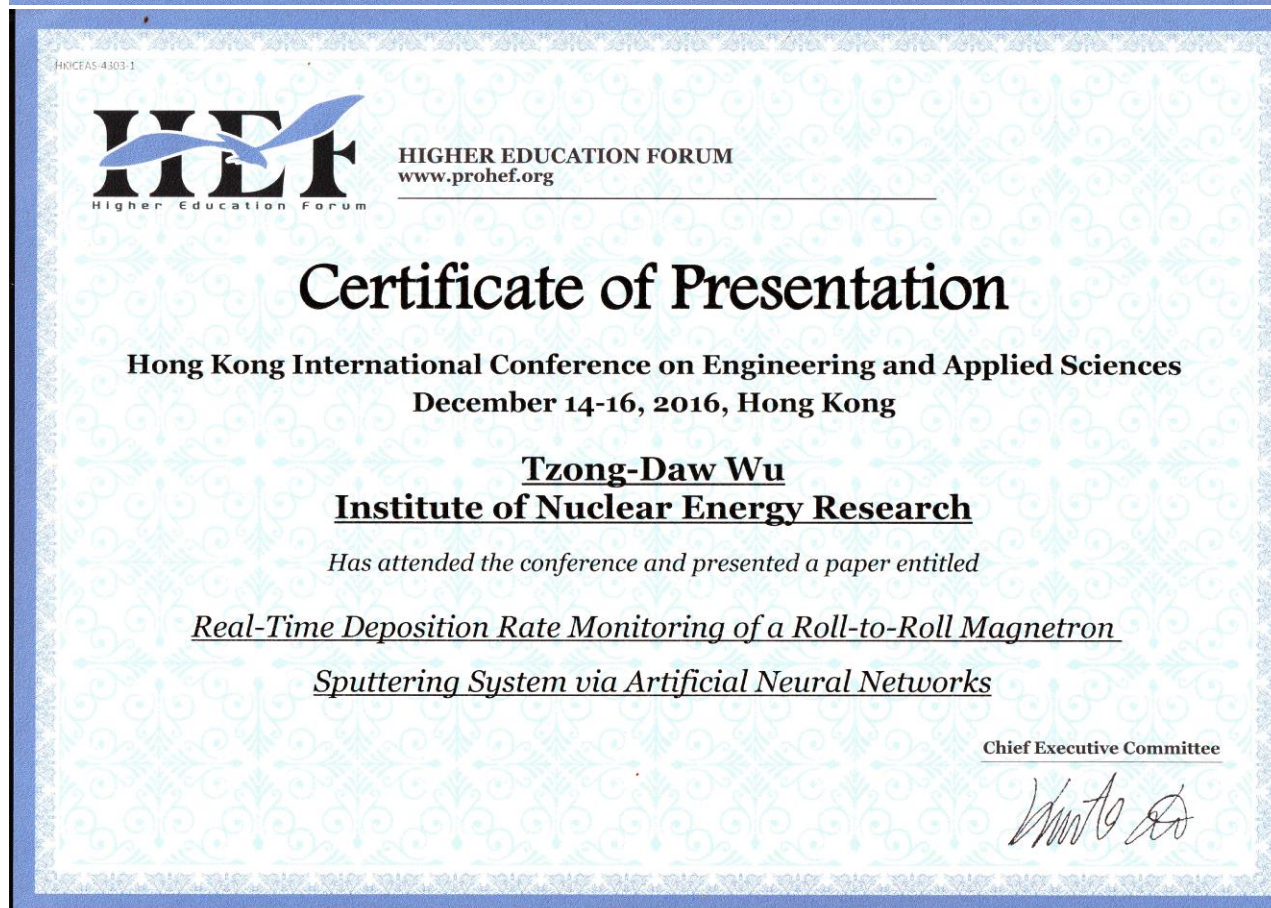 HKICEAS-4303-1
HEF
Higher Education Forum
HIGHER EDUCATION FORUM
www.prohef.org
Certificate of Presentation
Hong Kong International Conference on Engineering and Applied Sciences
December 14-16, 2016, Hong Kong
Tzong-Daw Wu
Institute of Nuclear Energy Research
Has attended the conference and presented a paper entitled
Real-Time Deposition Rate Monitoring of a Roll-to-Roll Magnetron
Sputtering System via Artificial Neural Networks
Chief Executive Committee